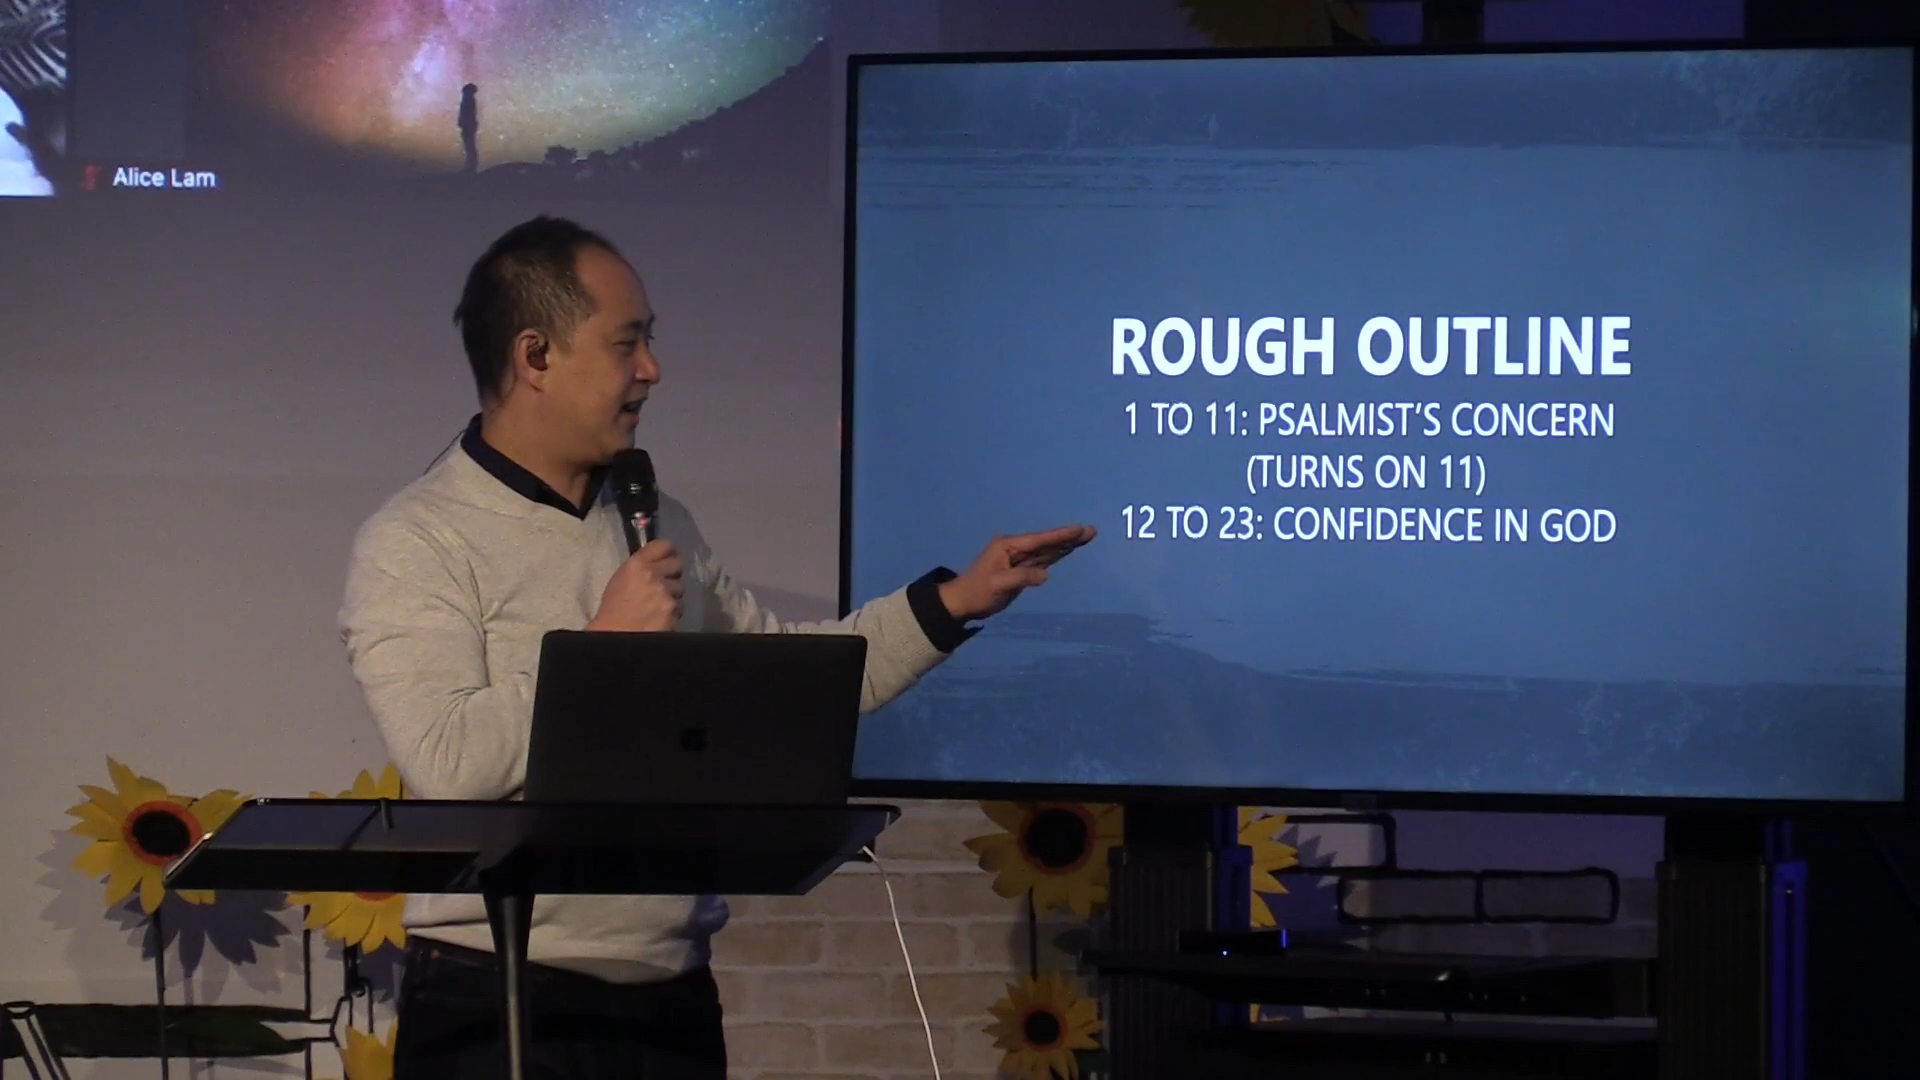 Alice Lam
ROUGH OUTLINE
1 TO 11: PSALMIST'S CONCERN
(TURNS ON 11)
12 TO 23: CONFIDENCE IN GOD